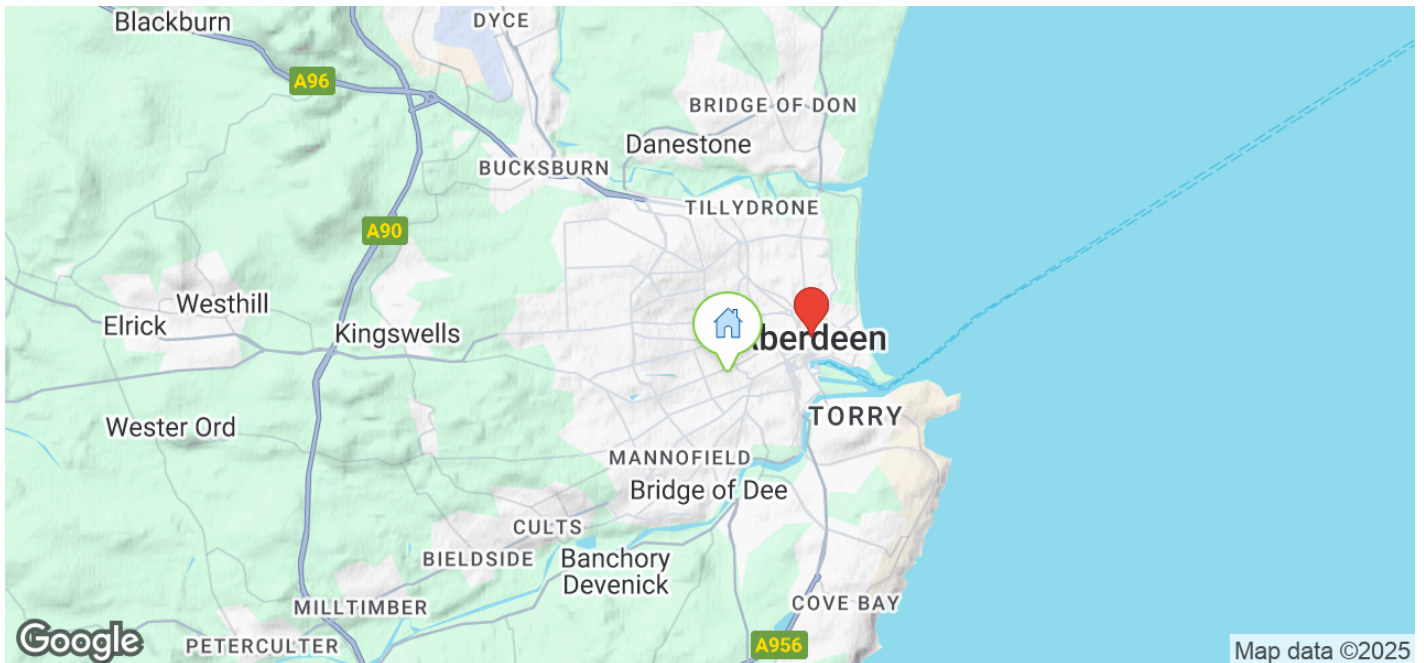 Blackburn
DYCE
A96
BRIDGE OF DON
Danestone
BUCKSBURN
TILLYDRONE
A90
Westhill
Elrick
Kingswells
Aberdeen
TORRY
Wester Ord
MANNOFIELD
Bridge of Dee
CULTS
BIELDSIDE
Banchory
Devenick
MILLTIMBER
COVE BAY
PETERCULTER
A956
Google
Map data ©2025